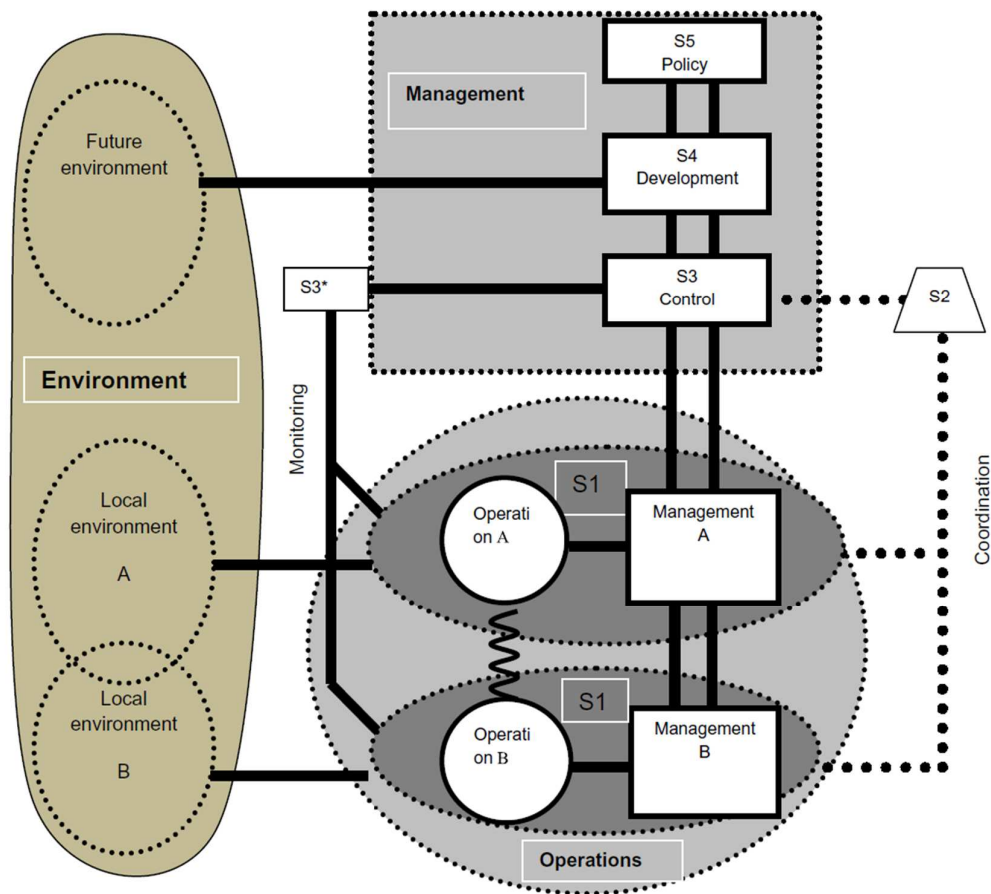 S5
Policy
Management
Future
environment
S4
Development
S3*
S3
Control
S2
Environment
Monitoring
Coordination
Local
environment
A
S1
Operati
on A
Management
A
Local
environment
B
S1
Operati
on B
Management
B
Operations